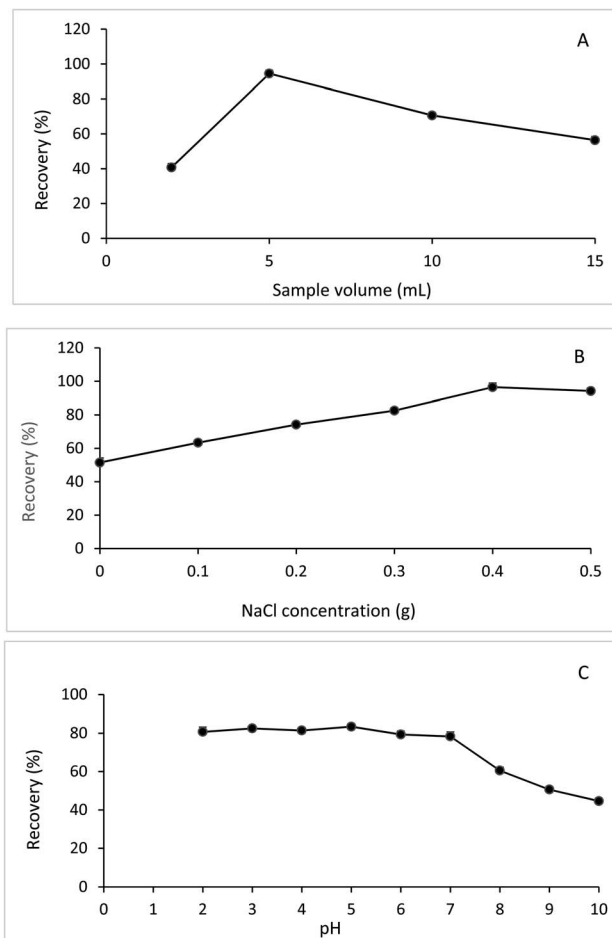 A
120
100
80
60
40
20
0
Recovery (%)
0 5 10 15
Sample volume (mL)
B
120
100
80
60
40
20
0
Recovery (%)
0 0.1 0.2 0.3 0.4 0.5
NaCl concentration (g)
C
100
80
60
40
20
0
Recovery (%)
0 1 2 3 4 5 6 7 8 9 10
pH